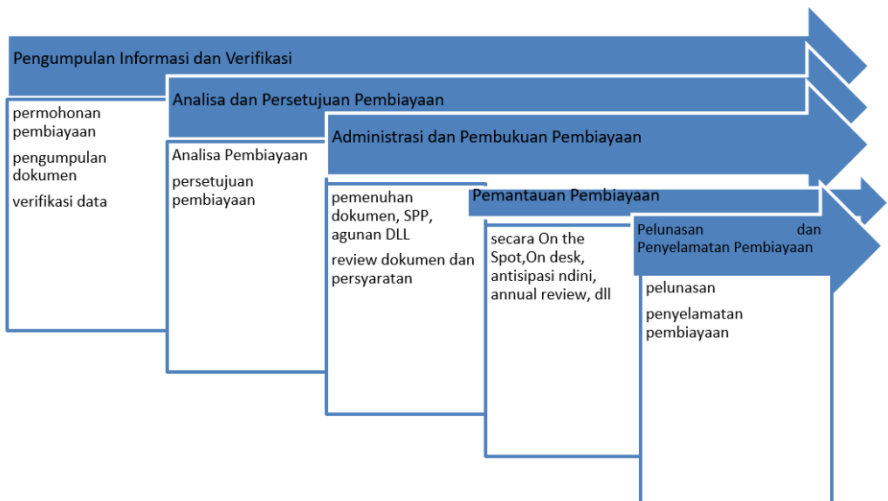 Pengumpulan Informasi dan Verifikasi
permohonan
pembiayaan
pengumpulan
dokumen
verifikasi data
Analisa dan Persetujuan Pembiayaan
Analisa Pembiayaan
persetujuan
pembiayaan
Administrasi dan Pembukuan Pembiayaan
pemenuhan
dokumen, SPP,
agunan DLL
review dokumen dan
persyaratan
Pemantauan Pembiayaan
secara On the
Spot,On desk,
antisipasi ndini,
annual review, dll
Pelunasan dan
Penyelamatan Pembiayaan
pelunasan
penyelamatan
pembiayaan